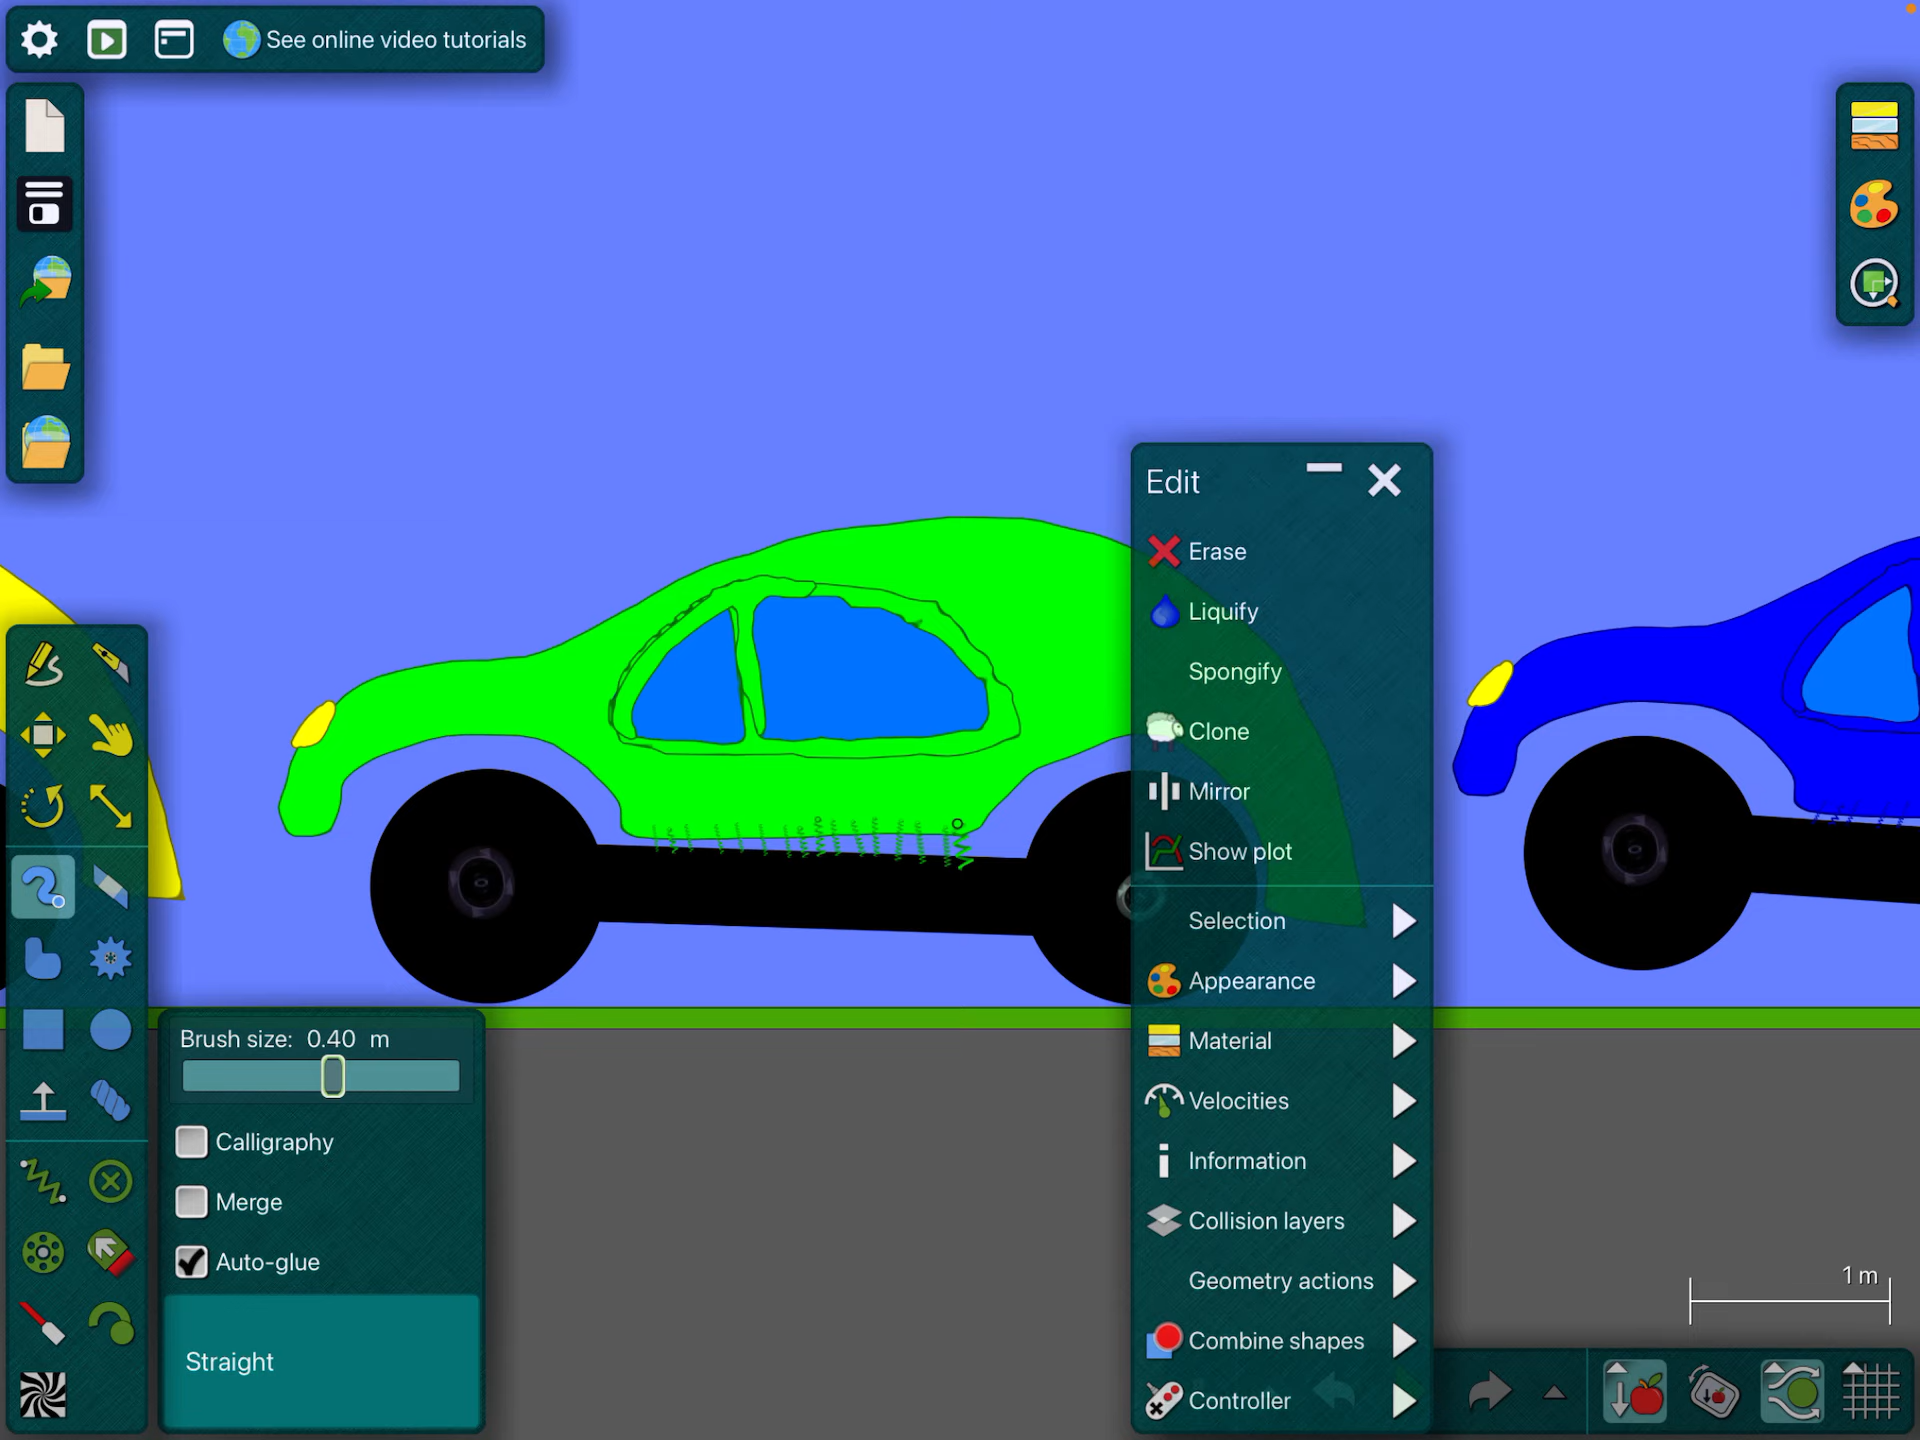 See online video tutorials
Edit
Erase
Liquify
Spongify
Clone
Mirror
Show plot
Selection
Appearance
Material
Velocities
Information
Collision layers
Geometry actions
Combine shapes
Controller
Brush size: 0.40 m
Calligraphy
Merge
Auto-glue
Straight
1 m